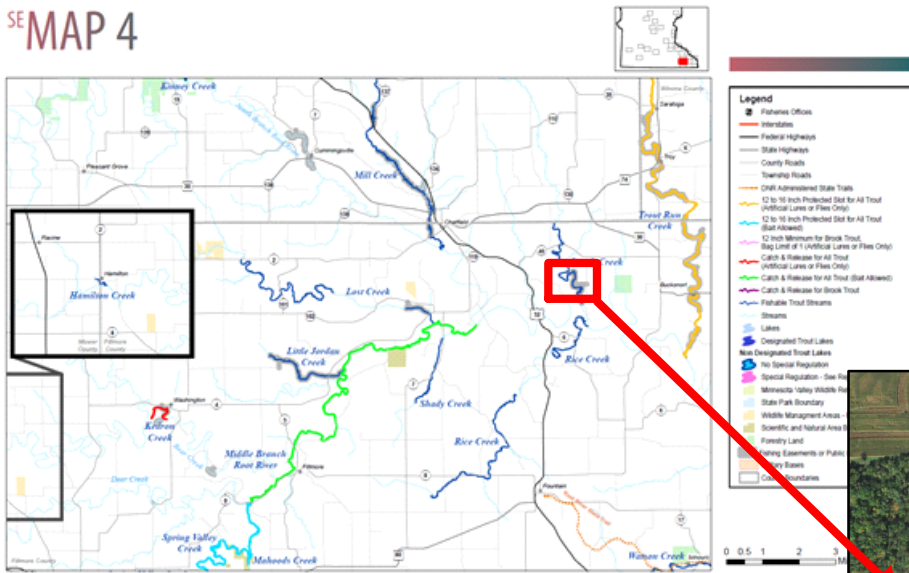 SE MAP 4
Kinney Creek
Pleasant Grove
Cummingsville
Mill Creek
Chatfield
Winona County
Saratoga
Troy
Trout Run
Creek
Buckhorn
Racine
Hamilton
Hamilton Creek
Mower
County
Fillmore
County
Lost Creek
Little Jordan
Creek
Shady Creek
Rice Creek
Rice Creek
Washington
Kedron
Creek
Bear Creek
Deer Creek
Middle Branch
Root River
Fillmore
Fountain
Spring Valley
Creek
Mahoods Creek
Watson Creek
Fillmore County
Legend
Fisheries Offices
Interstates
Federal Highways
State Highways
County Roads
Township Roads
DNR Administered State Trails
12 to 16 Inch Protected Slot for All Trout
(Artificial Lures or Flies Only)
12 to 16 Inch Protected Slot for All Trout
(Bait Allowed)
12 Inch Minimum for Brook Trout,
Bag Limit of 1 (Artificial Lures or Flies Only)
Catch & Release for All Trout
(Artificial Lures or Flies Only)
Catch & Release for All Trout (Bait Allowed)
Catch & Release for Brook Trout
Fishable Trout Streams
Streams
Lakes
Designated Trout Lakes
Non Designated Trout Lakes
No Special Regulation
Special Regulation - See Re
Minnesota Valley Wildlife Re
State Park Boundary
Wildlife Managment Areas -
Scientific and Natural Area B
Forestry Land
Fishing Easements or Public
tary Bases
Cou Boundaries
0 0.5 1 2 3 M